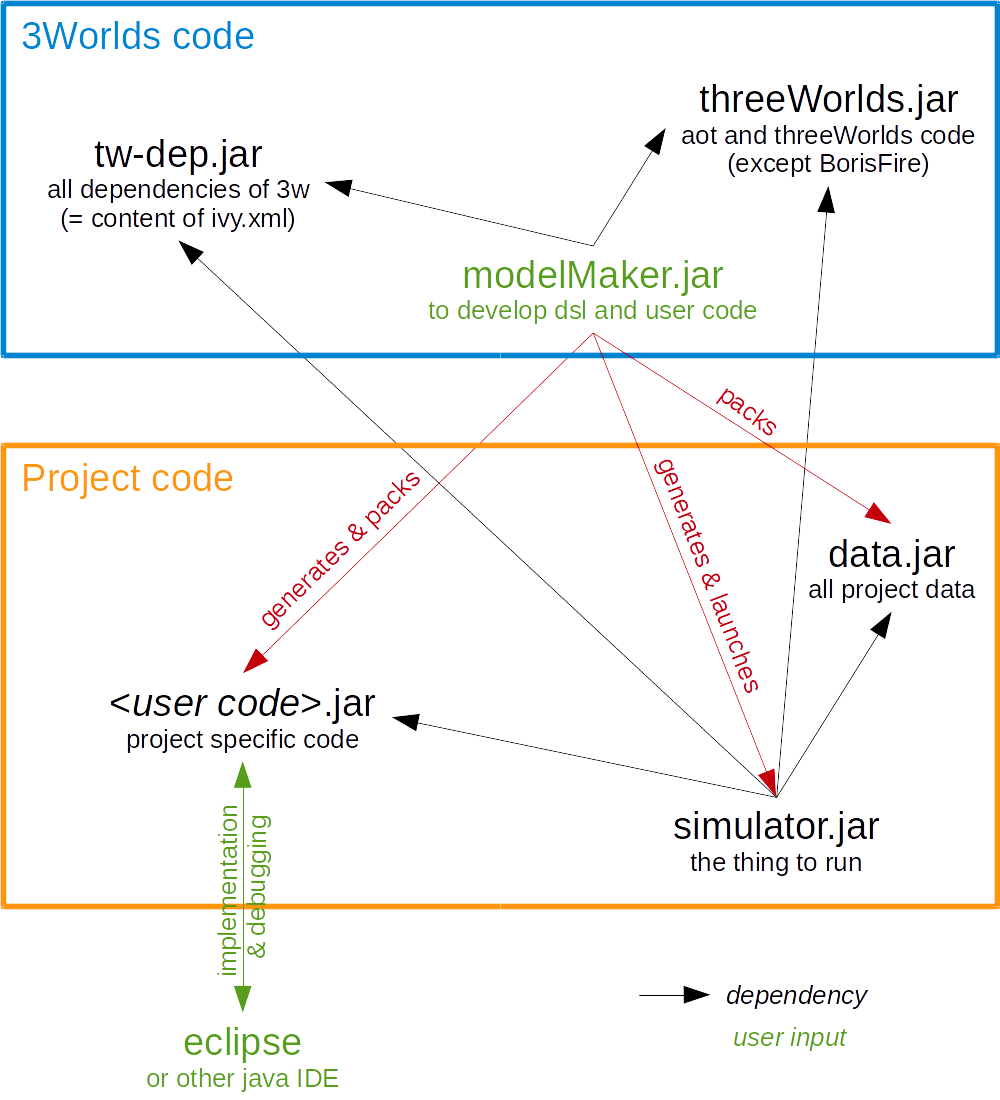 3Worlds code
threeWorlds.jar
aot and threeWorlds code
(except BorisFire)
tw-dep.jar
all dependencies of 3w
(= content of ivy.xml)
modelMaker.jar
to develop dsl and user code
packs
generates & packs
generates & launches
Project code
data.jar
all project data
<user code>.jar
project specific code
simulator.jar
the thing to run
implementation
& debugging
eclipse
or other java IDE
dependency
user input